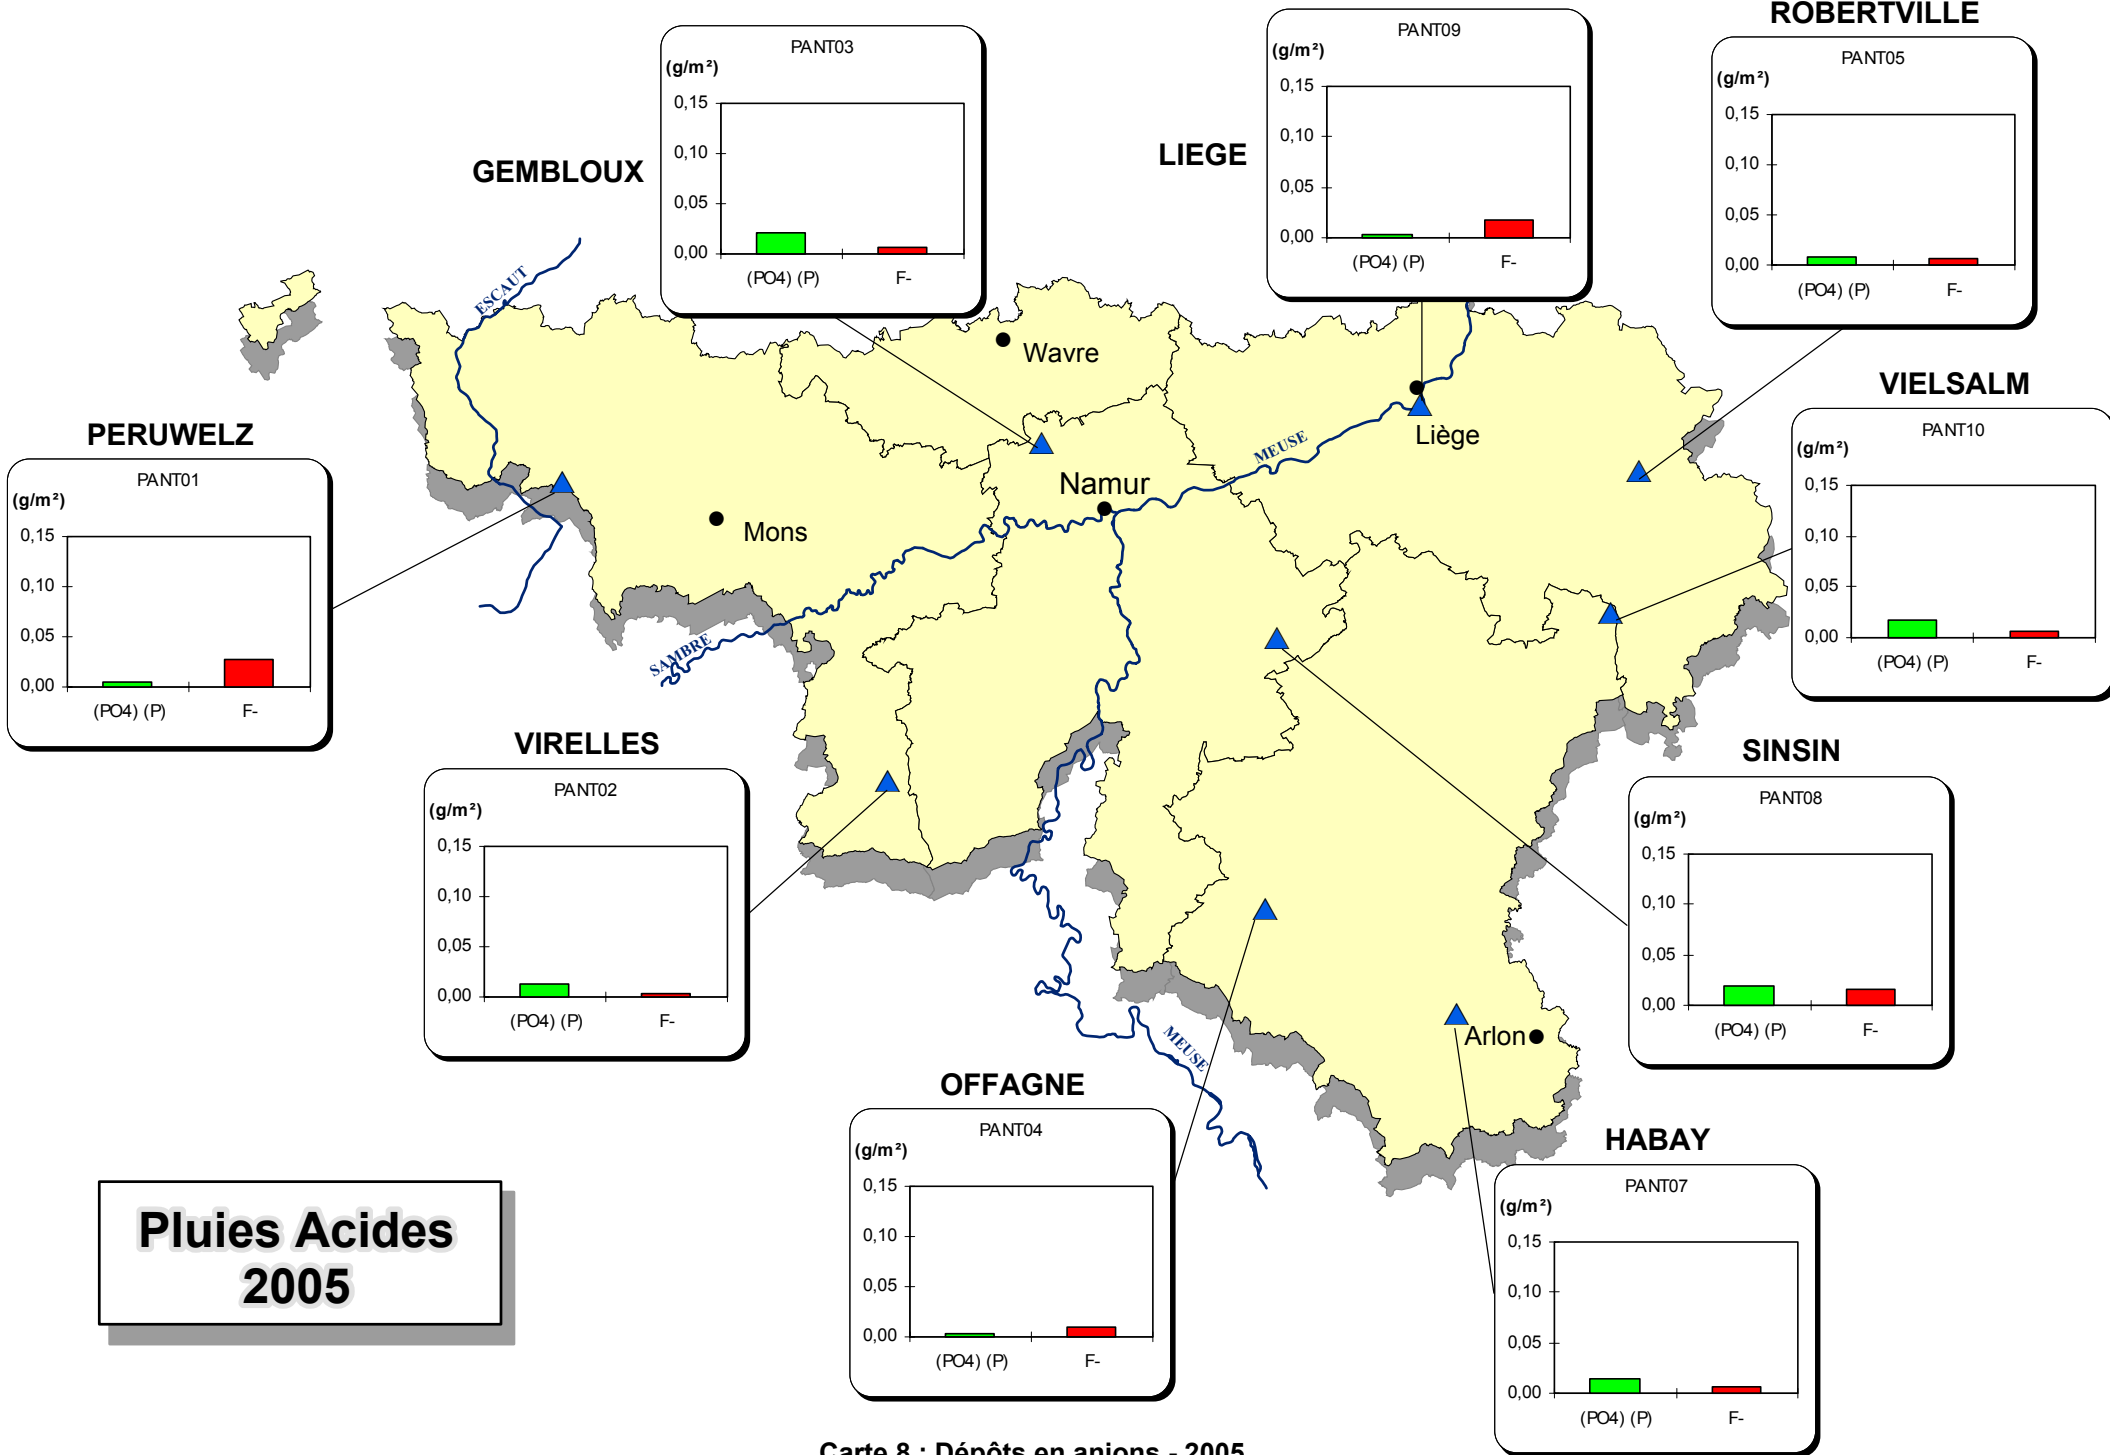 ROBERTVILLE
PANT03
(g/m²)
0,15
0,10
0,05
0,00
(PO4) (P) F-
GEMBLOUX
PANT09
(g/m²)
0,15
0,10
0,05
0,00
(PO4) (P) F-
LIEGE
PANT05
(g/m²)
0,15
0,10
0,05
0,00
(PO4) (P) F-
ESCAUT
Wavre
VIELSALM
PANT10
(g/m²)
0,15
0,10
0,05
0,00
(PO4) (P) F-
PERUWELZ
PANT01
(g/m²)
0,15
0,10
0,05
0,00
(PO4) (P) F-
Liège
MEUSE
Namur
Mons
SAMBRE
VIRELLES
PANT02
(g/m²)
0,15
0,10
0,05
0,00
(PO4) (P) F-
SINSIN
PANT08
(g/m²)
0,15
0,10
0,05
0,00
(PO4) (P) F-
Arlon
MEUSE
OFFAGNE
PANT04
(g/m²)
0,15
0,10
0,05
0,00
(PO4) (P) F-
HABAY
PANT07
(g/m²)
0,15
0,10
0,05
0,00
(PO4) (P) F-
Pluies Acides
2005
Carte 8 : Dépôts en anions - 2005